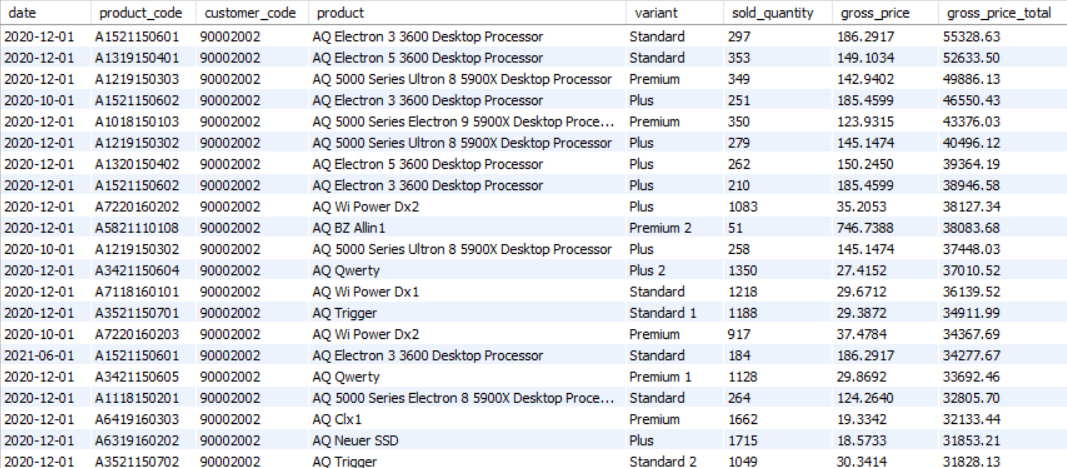 date product_code customer_code product variant sold_quantity gross_price gross_price_total
2020-12-01 A1521150601 90002002 AQ Electron 3 3600 Desktop Processor Standard 297 186.2917 55328.63
2020-12-01 A1319150401 90002002 AQ Electron 5 3600 Desktop Processor Standard 353 149.1034 52633.50
2020-12-01 A1219150303 90002002 AQ 5000 Series Ultron 8 5900X Desktop Processor Premium 349 142.9402 49886.13
2020-10-01 A1521150602 90002002 AQ Electron 3 3600 Desktop Processor Plus 251 185.4599 46550.43
2020-12-01 A1018150103 90002002 AQ 5000 Series Electron 9 5900X Desktop Proce... Premium 350 123.9315 43376.03
2020-12-01 A1219150302 90002002 AQ 5000 Series Ultron 8 5900X Desktop Processor Plus 279 145.1474 40496.12
2020-12-01 A1320150402 90002002 AQ Electron 5 3600 Desktop Processor Plus 262 150.2450 39364.19
2020-12-01 A1521150602 90002002 AQ Electron 3 3600 Desktop Processor Plus 210 185.4599 38946.58
2020-12-01 A7220160202 90002002 AQ Wi Power Dx2 Plus 1083 35.2053 38127.34
2020-12-01 A5821110108 90002002 AQ BZ Allin1 Premium 2 51 746.7388 38083.68
2020-10-01 A1219150302 90002002 AQ 5000 Series Ultron 8 5900X Desktop Processor Plus 258 145.1474 37448.03
2020-12-01 A3421150604 90002002 AQ Qwerty Plus 2 1350 27.4152 37010.52
2020-12-01 A7118160101 90002002 AQ Wi Power Dx1 Standard 1218 29.6712 36139.52
2020-12-01 A3521150701 90002002 AQ Trigger Standard 1 1188 29.3872 34911.99
2020-10-01 A7220160203 90002002 AQ Wi Power Dx2 Premium 917 37.4784 34367.69
2021-06-01 A1521150601 90002002 AQ Electron 3 3600 Desktop Processor Standard 184 186.2917 34277.67
2020-12-01 A3421150605 90002002 AQ Qwerty Premium 1 1128 29.8692 33692.46
2020-12-01 A1118150201 90002002 AQ 5000 Series Electron 8 5900X Desktop Proce... Standard 264 124.2640 32805.70
2020-12-01 A6419160303 90002002 AQ Clx1 Premium 1662 19.3342 32133.44
2020-12-01 A6319160202 90002002 AQ Neuer SSD Plus 1715 18.5733 31853.21
2020-12-01 A3521150702 90002002 AQ Trigger Standard 2 1049 30.3414 31828.13